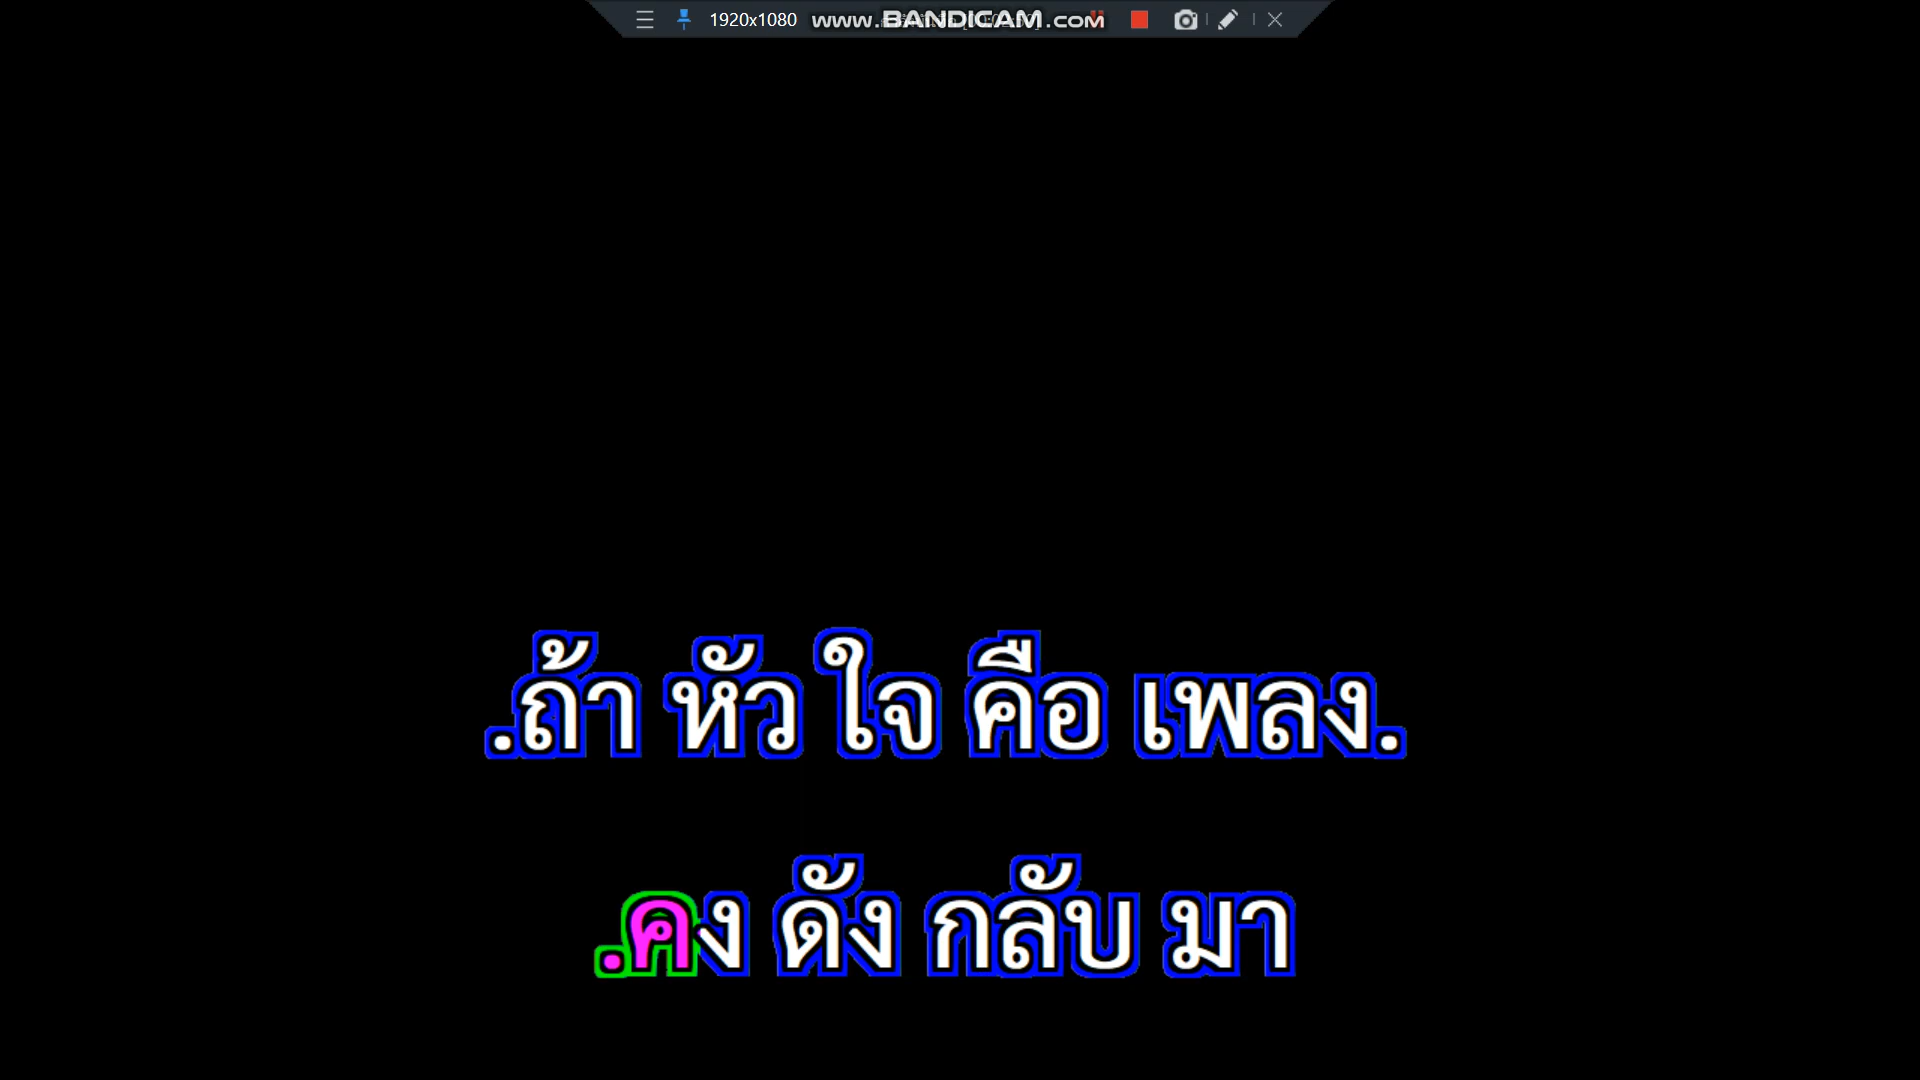 1920x1080 www.BANDICAM.com
.ถ้า หัว ใจ คือ เพลง.
.คง ดัง กลับ มา